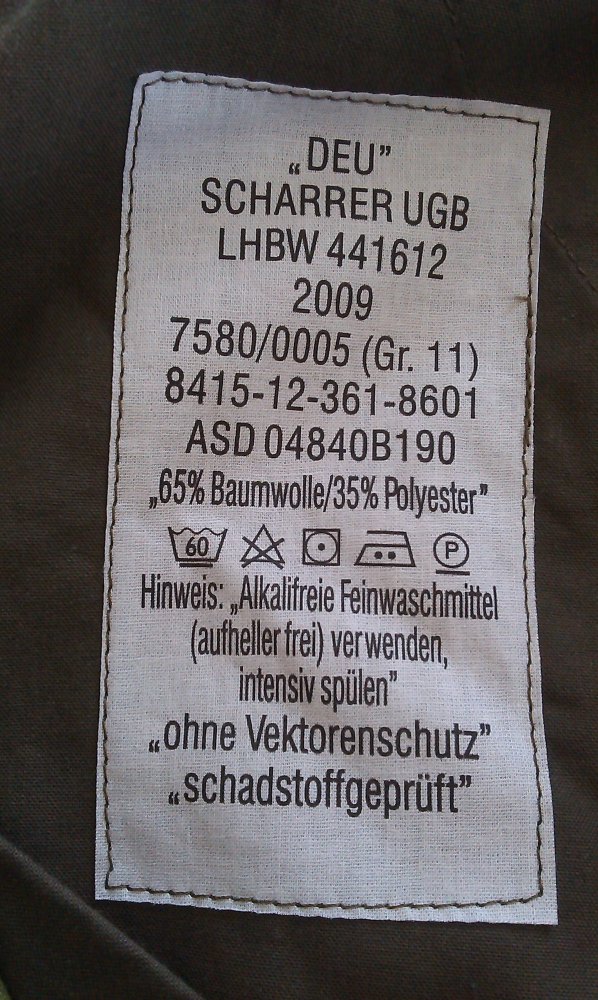 „DEU”
SCHARRER UGB
LHBW 441612
2009
7580/0005 (Gr. 11)
8415-12-361-8601
ASD 04840B190
„65% Baumwolle/35% Polyester”
60 P
Hinweis: „Alkalifreie Feinwaschmittel
(aufheller frei) verwenden,
intensiv spülen”
„ohne Vektorenschutz”
„schadstoffgeprüft”